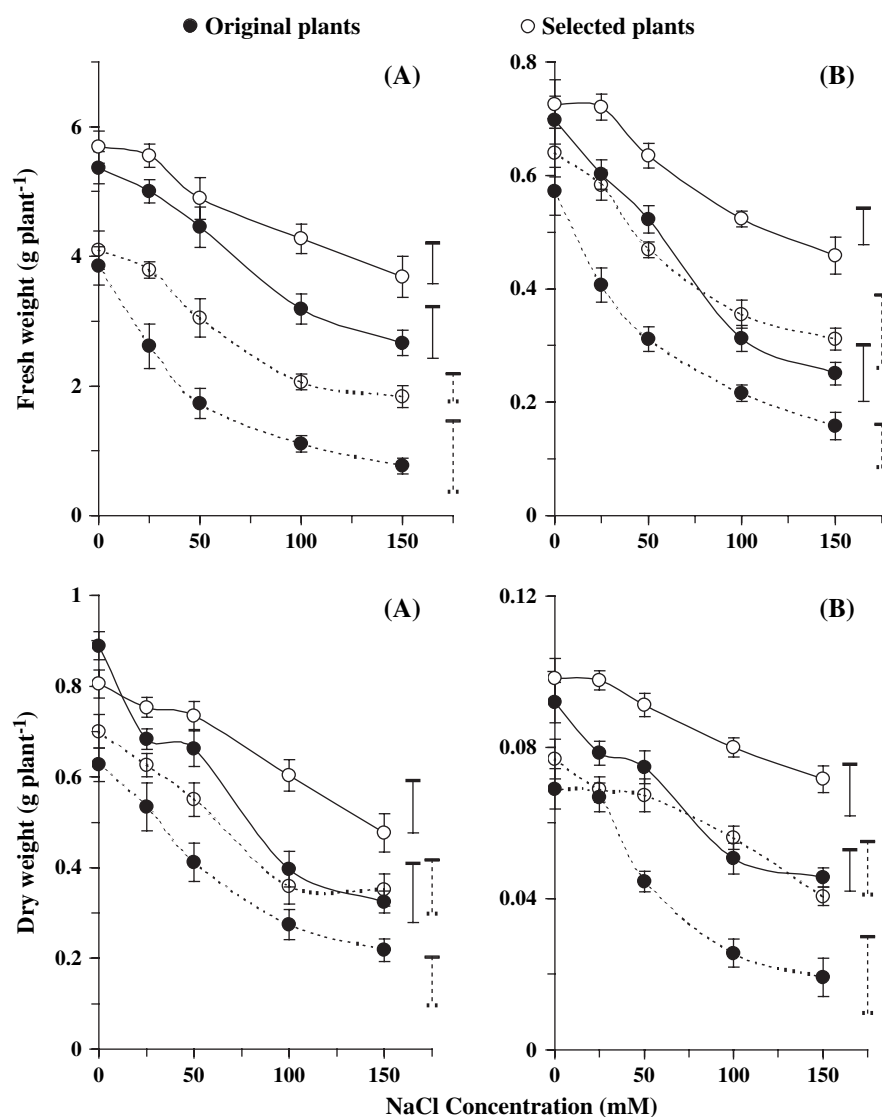 Original plants
Selected plants
(A)
(B)
Fresh weight (g plant-1)
6
4
2
0
0.8
0.6
0.4
0.2
0
0 50 100 150
0 50 100 150
(A)
(B)
Dry weight (g plant-1)
1
0.8
0.6
0.4
0.2
0
0.12
0.08
0.04
0
0 50 100 150
0 50 100 150
NaCl Concentration (mM)